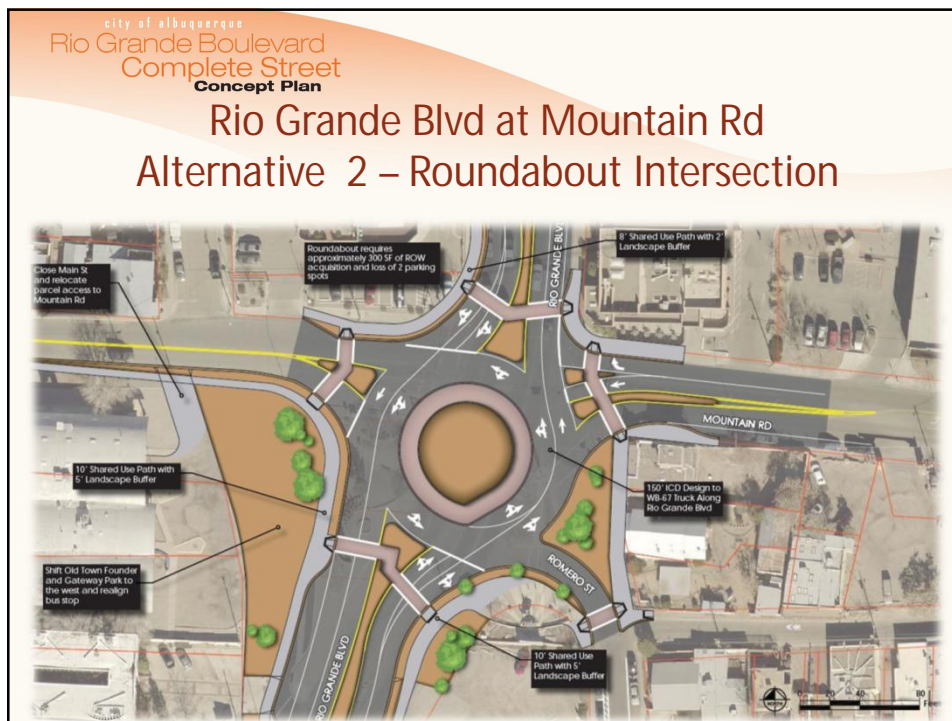 city of albuquerque
Rio Grande Boulevard
Complete Street
Concept Plan
Rio Grande Blvd at Mountain Rd
Alternative 2 – Roundabout Intersection
Close Main St
and relocate
parcel access to
Mountain Rd
Roundabout requires
approximately 300 SF of ROW
acquisition and loss of 2 parking
spots
RIO GRANDE BLV
8' Shared Use Path with 2'
Landscape Buffer
MOUNTAIN RD
10' Shared Use Path with
5' Landscape Buffer
150' ICD Design to
WB-67 Truck Along
Rio Grande Blvd
Shift Old Town Founder
and Gateway Park to
the west and realign
bus stop
ROMERO ST
RIO GRANDE BLVD
10' Shared Use
Path with 5'
Landscape Buffer
NORTH
0 20 40 80
Fee